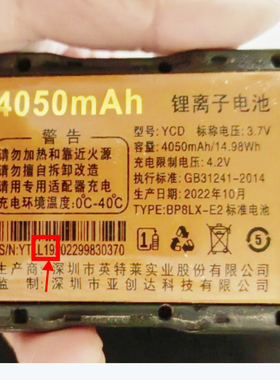 4050mAh 锂离子电池
警告
请勿加热和靠近火源
请勿擅自拆卸改造
请用专用适配器充电
充电环境温度:0℃-40℃
型号:YCD 标称电压:3.7V
容量:4050mAh/14.98Wh
充电限制电压:4.2V
执行标准:GB31241-2014
出厂日期:2022年10月
TYPE:BP8LX-E2 标准电池
S/N:YT L19 02299830370
生产商:深圳市英特莱实业股份有限公司
监 制:深圳市亚创达科技有限公司
5